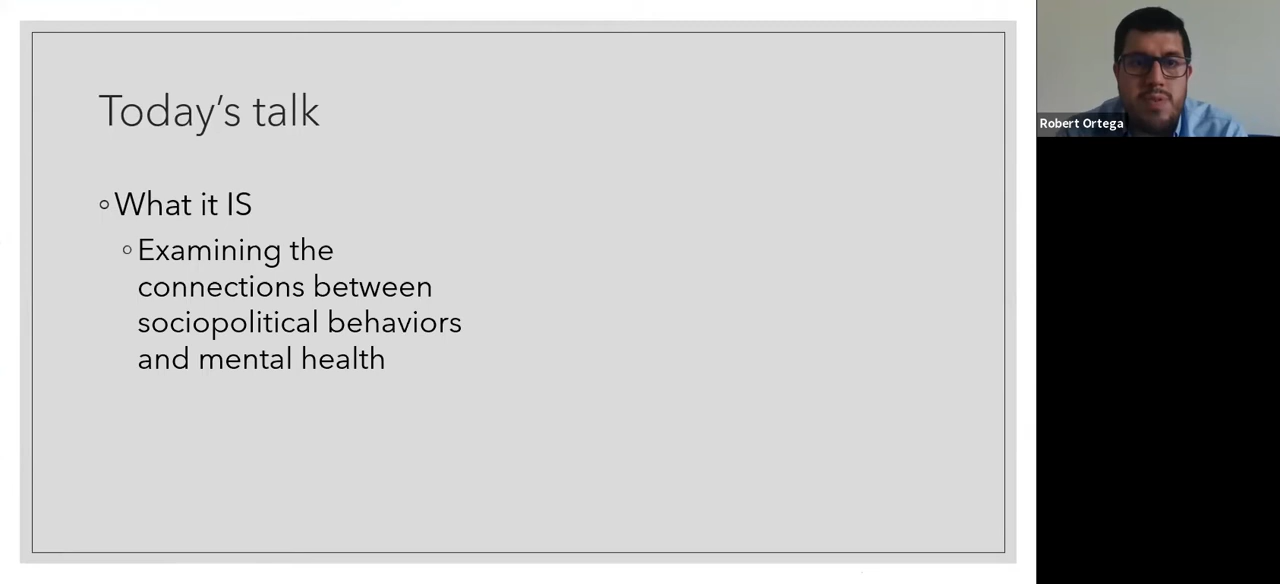 Today's talk
◦What it IS
◦Examining the
connections between
sociopolitical behaviors
and mental health
Robert Ortega